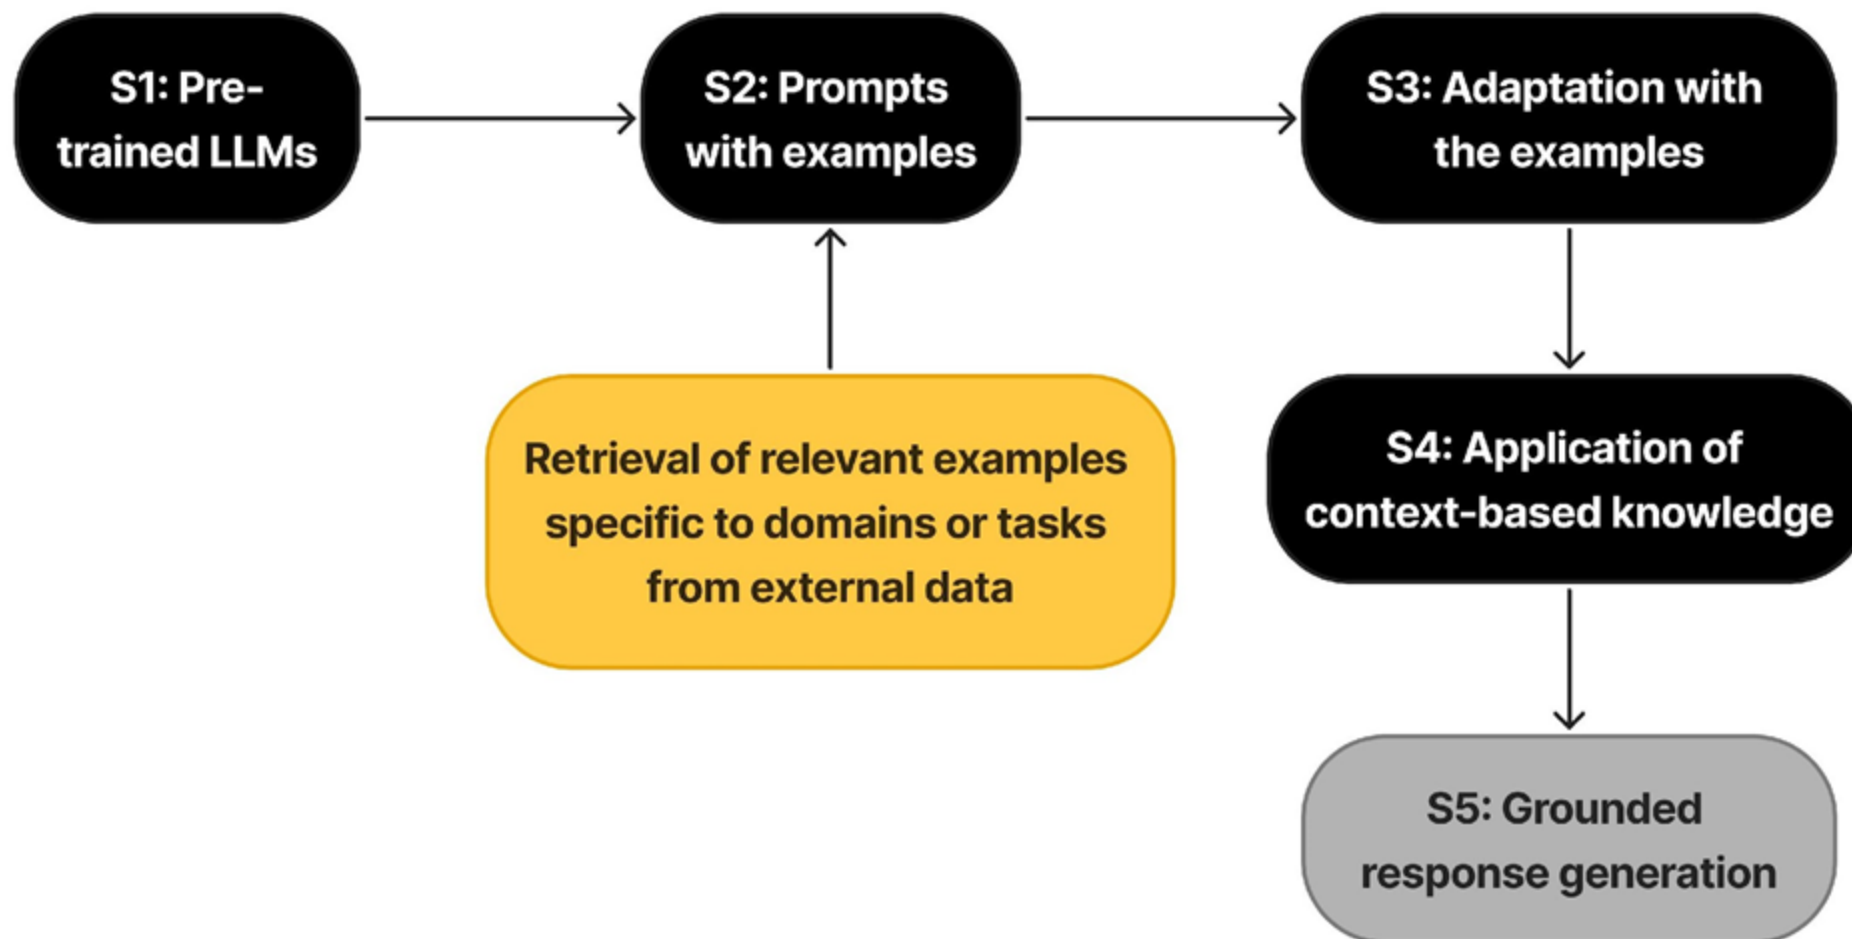 S1: Pre-
trained LLMs
S2: Prompts
with examples
S3: Adaptation with
the examples
Retrieval of relevant examples
specific to domains or tasks
from external data
S4: Application of
context-based knowledge
S5: Grounded
response generation